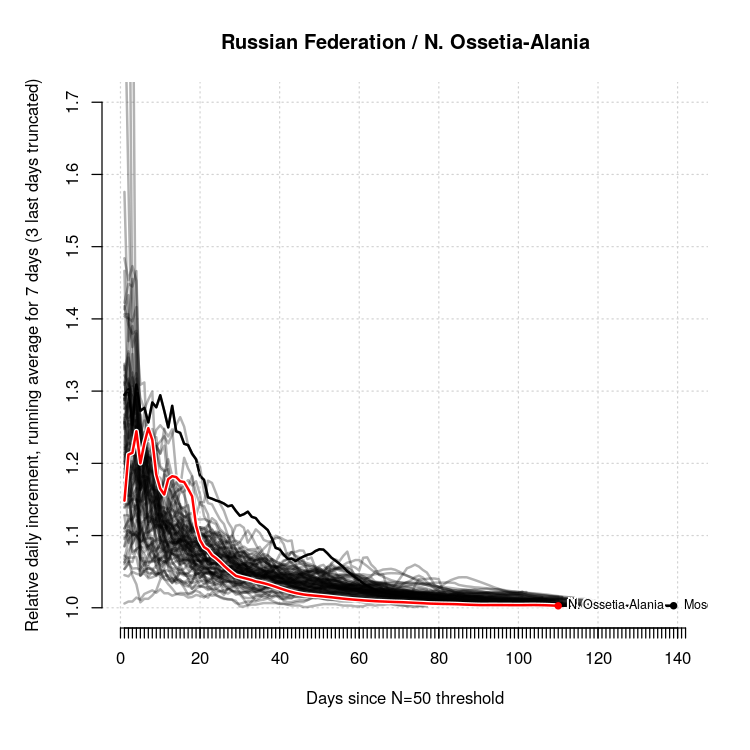 Russian Federation / N. Ossetia-Alania
Relative daily increment, running average for 7 days (3 last days truncated)
1.7
1.6
1.5
1.4
1.3
1.2
1.1
1.0
N. Ossetia-Alania
Mos
0 20 40 60 80 100 120 140
Days since N=50 threshold